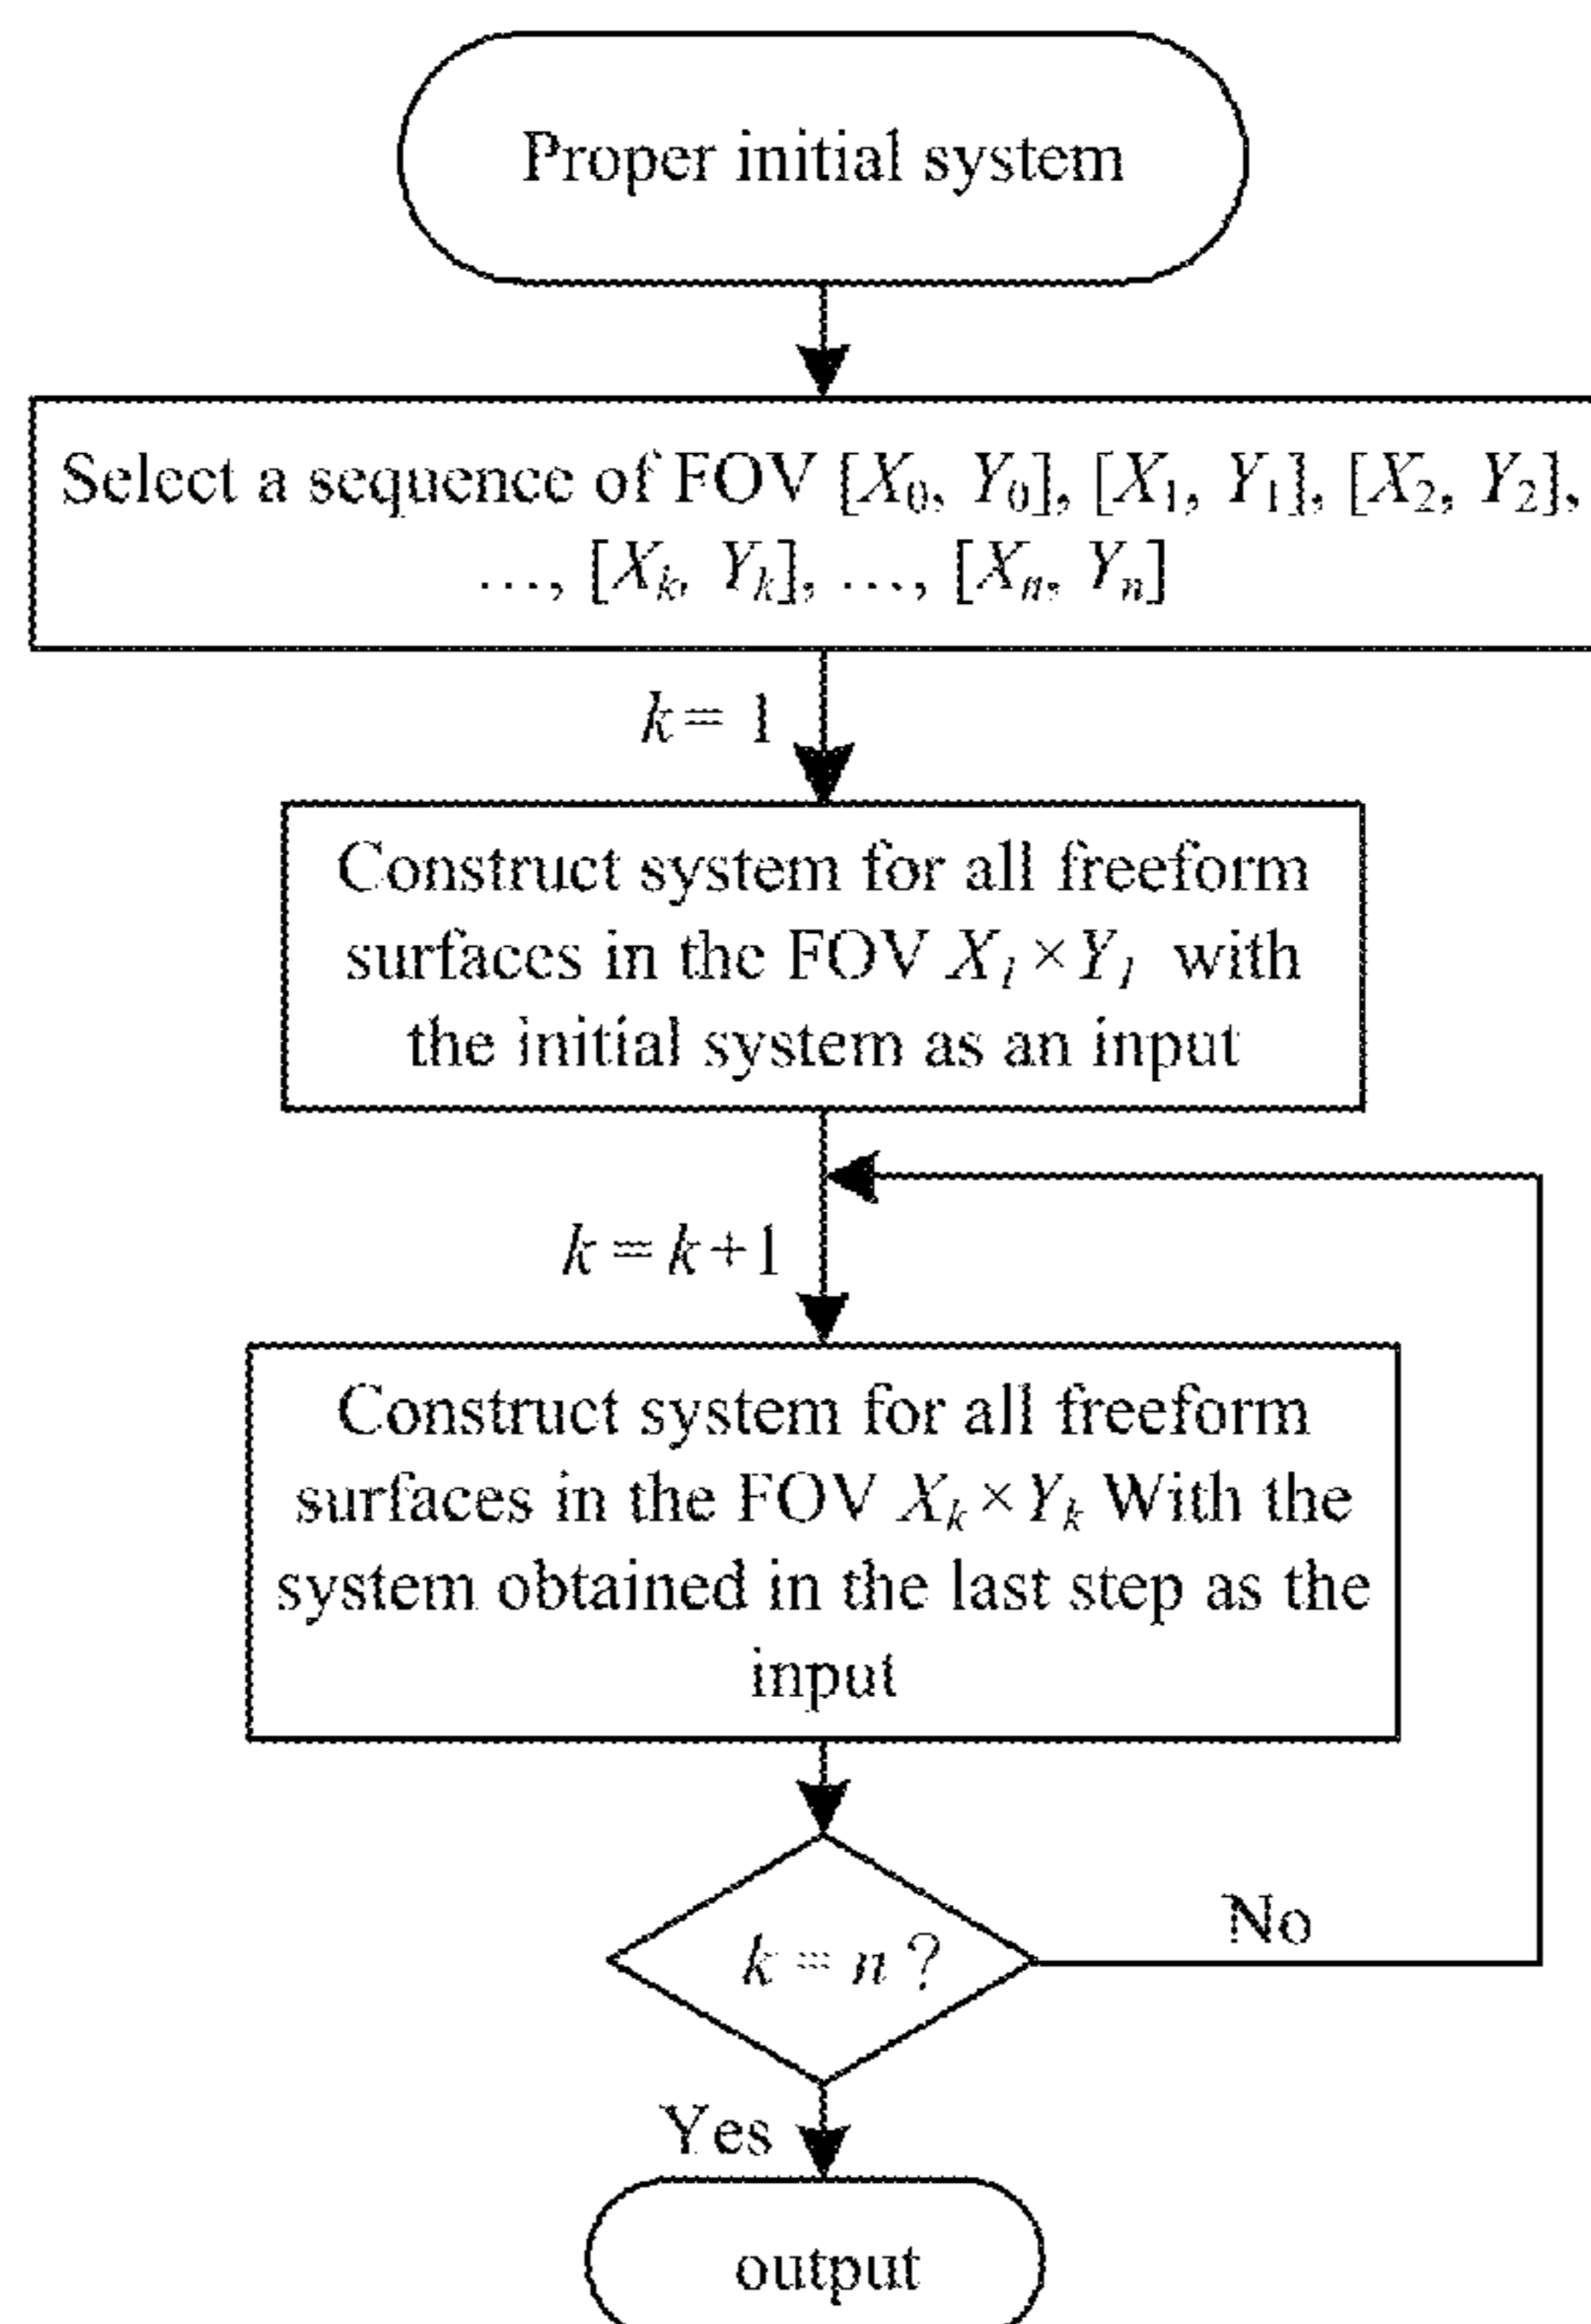 Proper initial system
Select a sequence of FOV [X₀, Y₀], [X₁, Y₁], [X₂, Y₂],
…, [Xₖ, Yₖ], …, [Xₙ, Yₙ]
k = 1
Construct system for all freeform
surfaces in the FOV X₁×Y₁ with
the initial system as an input
k = k+1
Construct system for all freeform
surfaces in the FOV Xₖ×Yₖ With the
system obtained in the last step as the
input
k = n ?
No
Yes
output